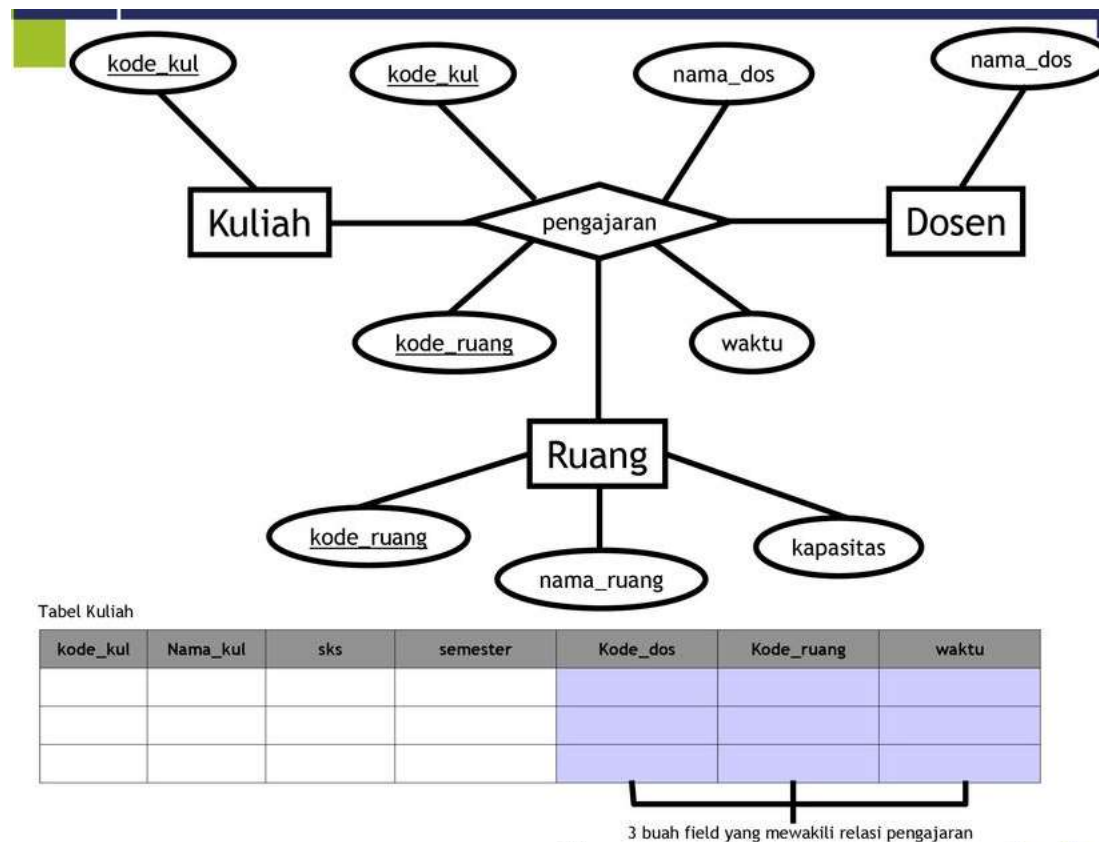 kode_kul
kode_kul
nama_dos
nama_dos
Kuliah
pengajaran
Dosen
kode_ruang
waktu
Ruang
kode_ruang
nama_ruang
kapasitas
Tabel Kuliah
kode_kul Nama_kul sks semester Kode_dos Kode_ruang waktu
3 buah field yang mewakili relasi pengajaran